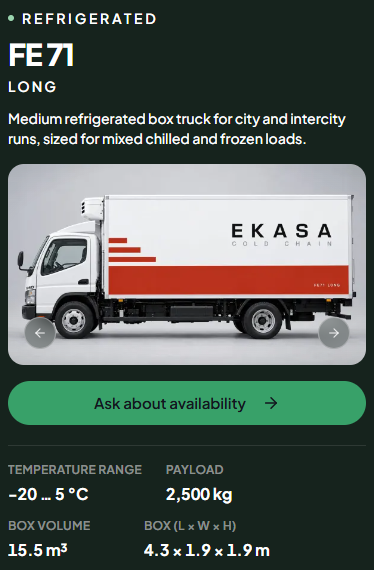 REFRIGERATED
FE 71
LONG
Medium refrigerated box truck for city and intercity
runs, sized for mixed chilled and frozen loads.
EKASA
COLD CHAIN
FE71 LONG
Ask about availability →
TEMPERATURE RANGE PAYLOAD
-20 … 5 °C 2,500 kg
BOX VOLUME BOX (L × W × H)
15.5 m³ 4.3 × 1.9 × 1.9 m